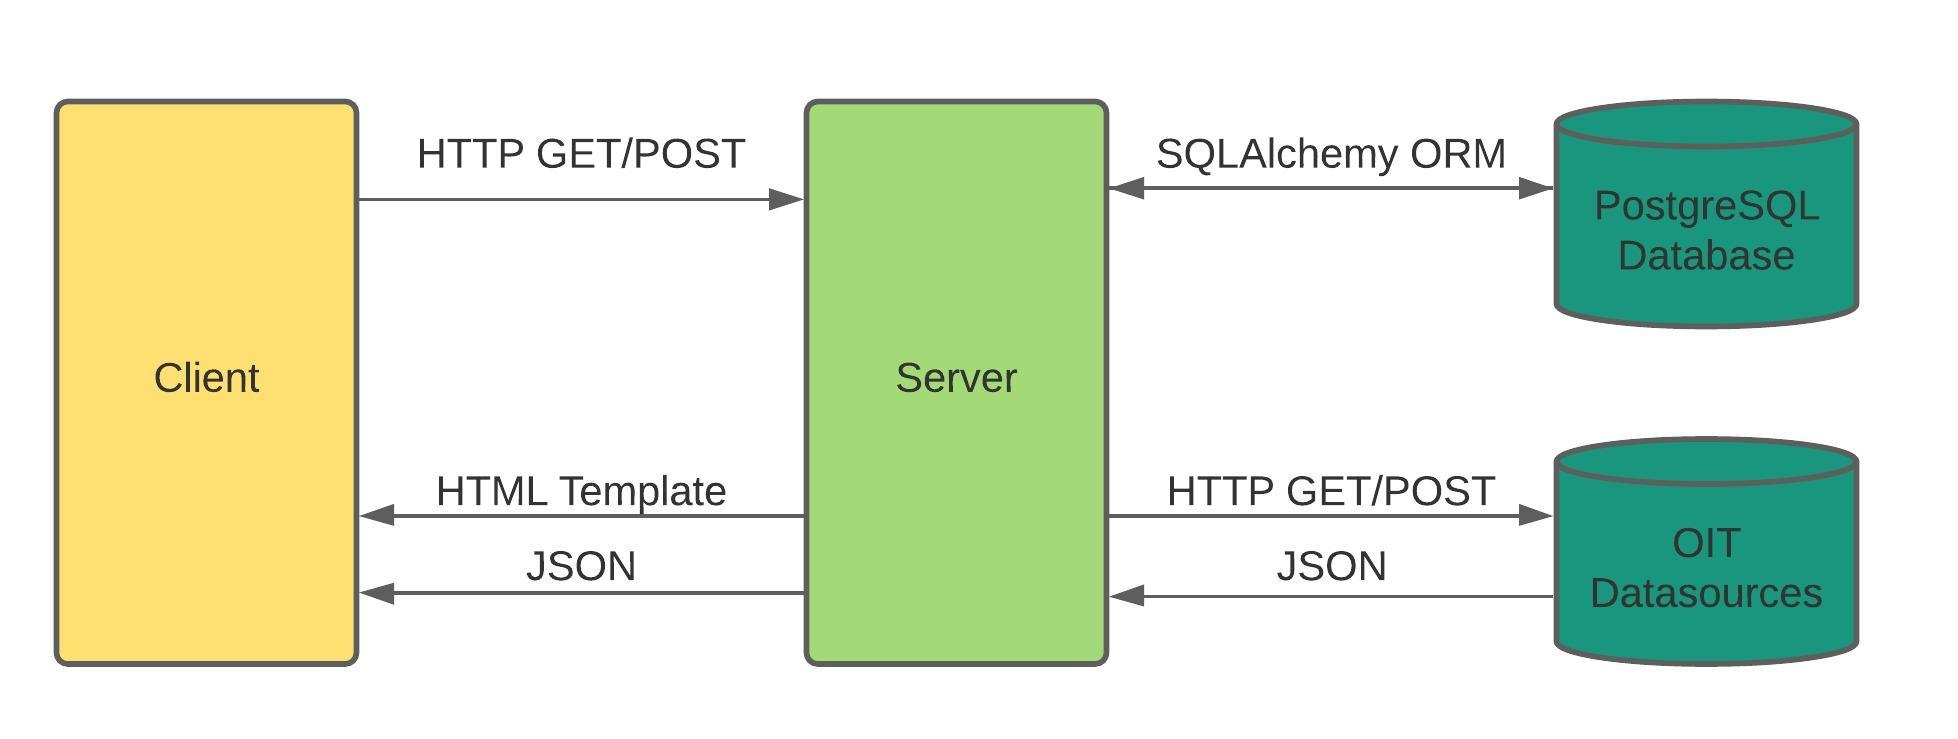 HTTP GET/POST
SQLAlchemy ORM
PostgreSQL
Database
Client
Server
HTML Template
JSON
HTTP GET/POST
JSON
OIT
Datasources